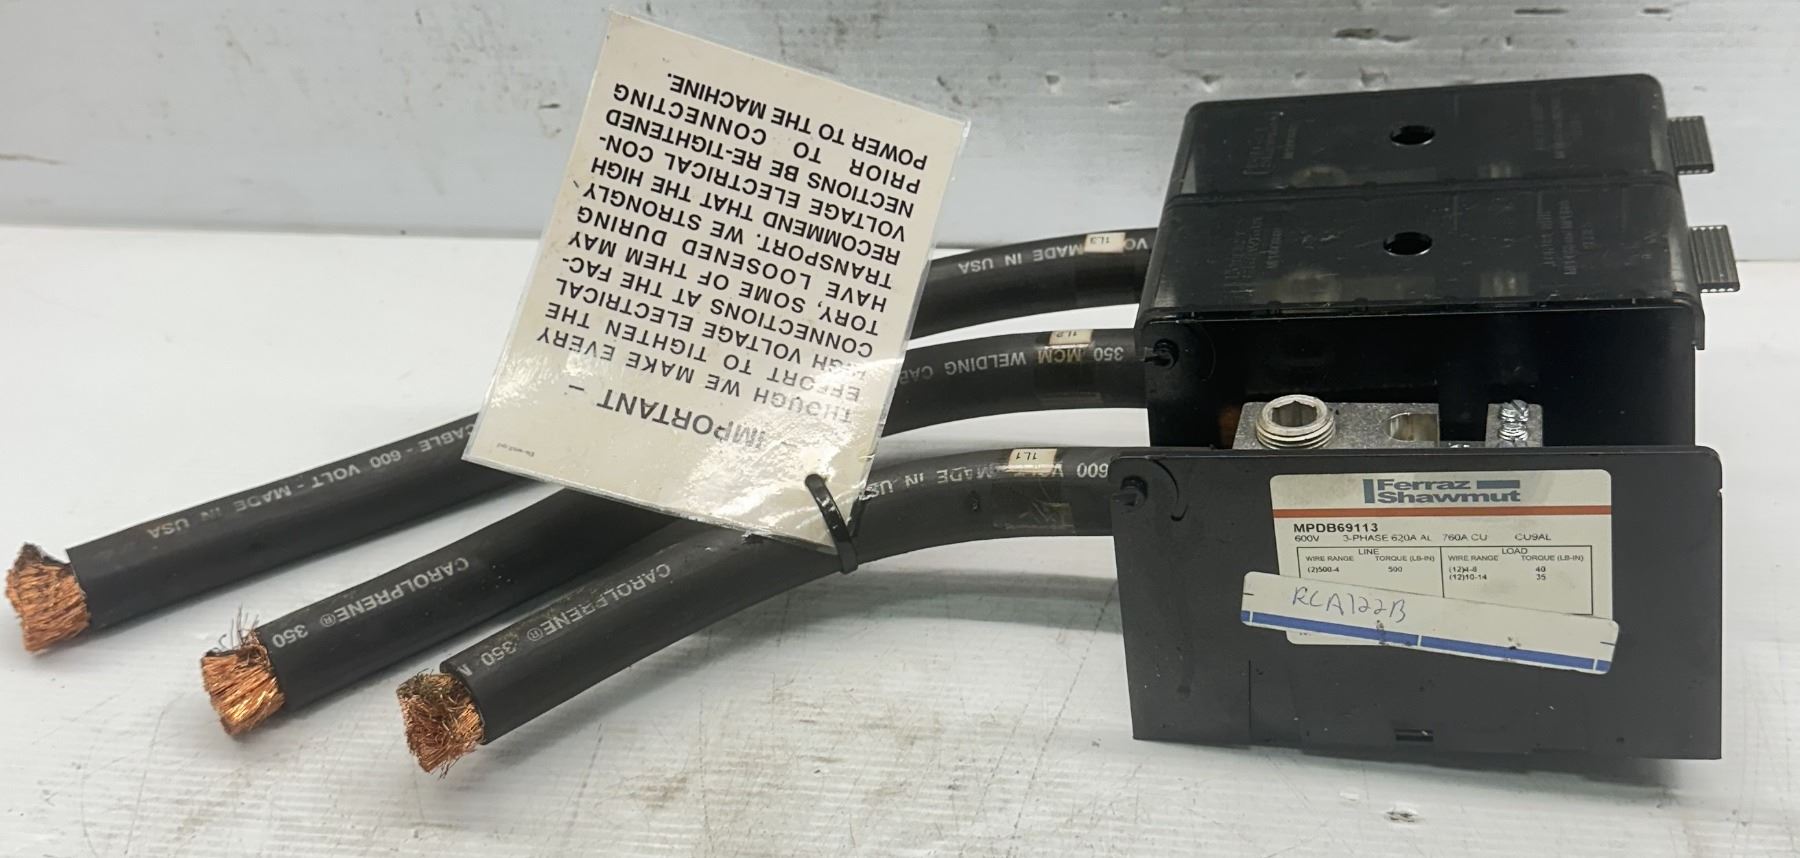 – IMPORTANT –
THOUGH WE MAKE EVERY
EFFORT TO TIGHTEN THE
HIGH VOLTAGE ELECTRICAL
CONNECTIONS AT THE FAC-
TORY, SOME OF THEM MAY
HAVE LOOSENED DURING
TRANSPORT. WE STRONGLY
RECOMMEND THAT THE HIGH
VOLTAGE ELECTRICAL CON-
NECTIONS BE RE-TIGHTENED
PRIOR TO CONNECTING
POWER TO THE MACHINE.
1L3
MADE IN USA
1L2
350 MCM WELDING CAB
1L1
600 VOL MADE IN US
CABLE - 600 VOLT - MADE IN USA
CAROLPRENE® 350
CAROLPRENE® 350 M
Ferraz
Shawmut
MPDB69113
600V 3-PHASE 620A AL 760A CU CU9AL
LINE LOAD
WIRE RANGE TORQUE (LB-IN) WIRE RANGE TORQUE (LB-IN)
(2)500-4 500 (12)4-8 40
(12)10-14 35
RCA122B